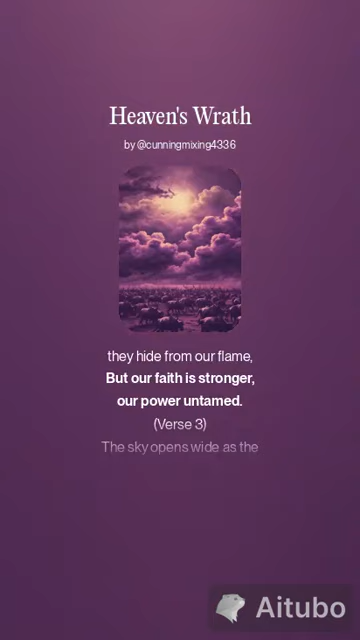 Heaven's Wrath
by @cunningmixing4336
they hide from our flame,
But our faith is stronger,
our power untamed.
(Verse 3)
The sky opens wide as the
Aitubo